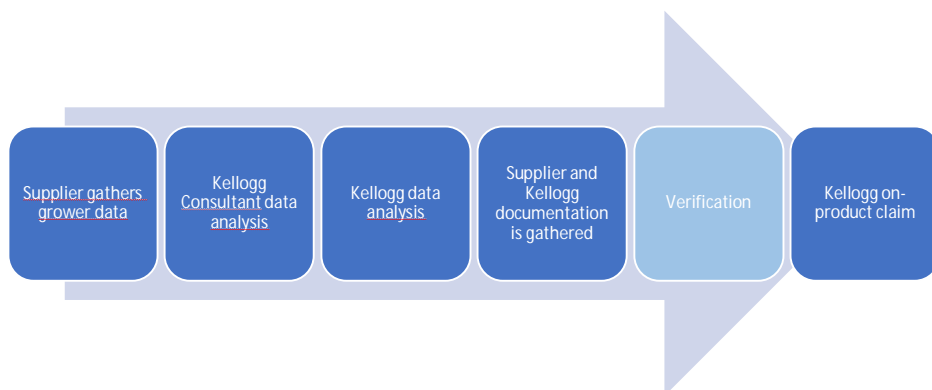 Supplier gathers
grower data
Kellogg
Consultant data
analysis
Kellogg data
analysis
Supplier and
Kellogg
documentation
is gathered
Verification
Kellogg on-
product claim